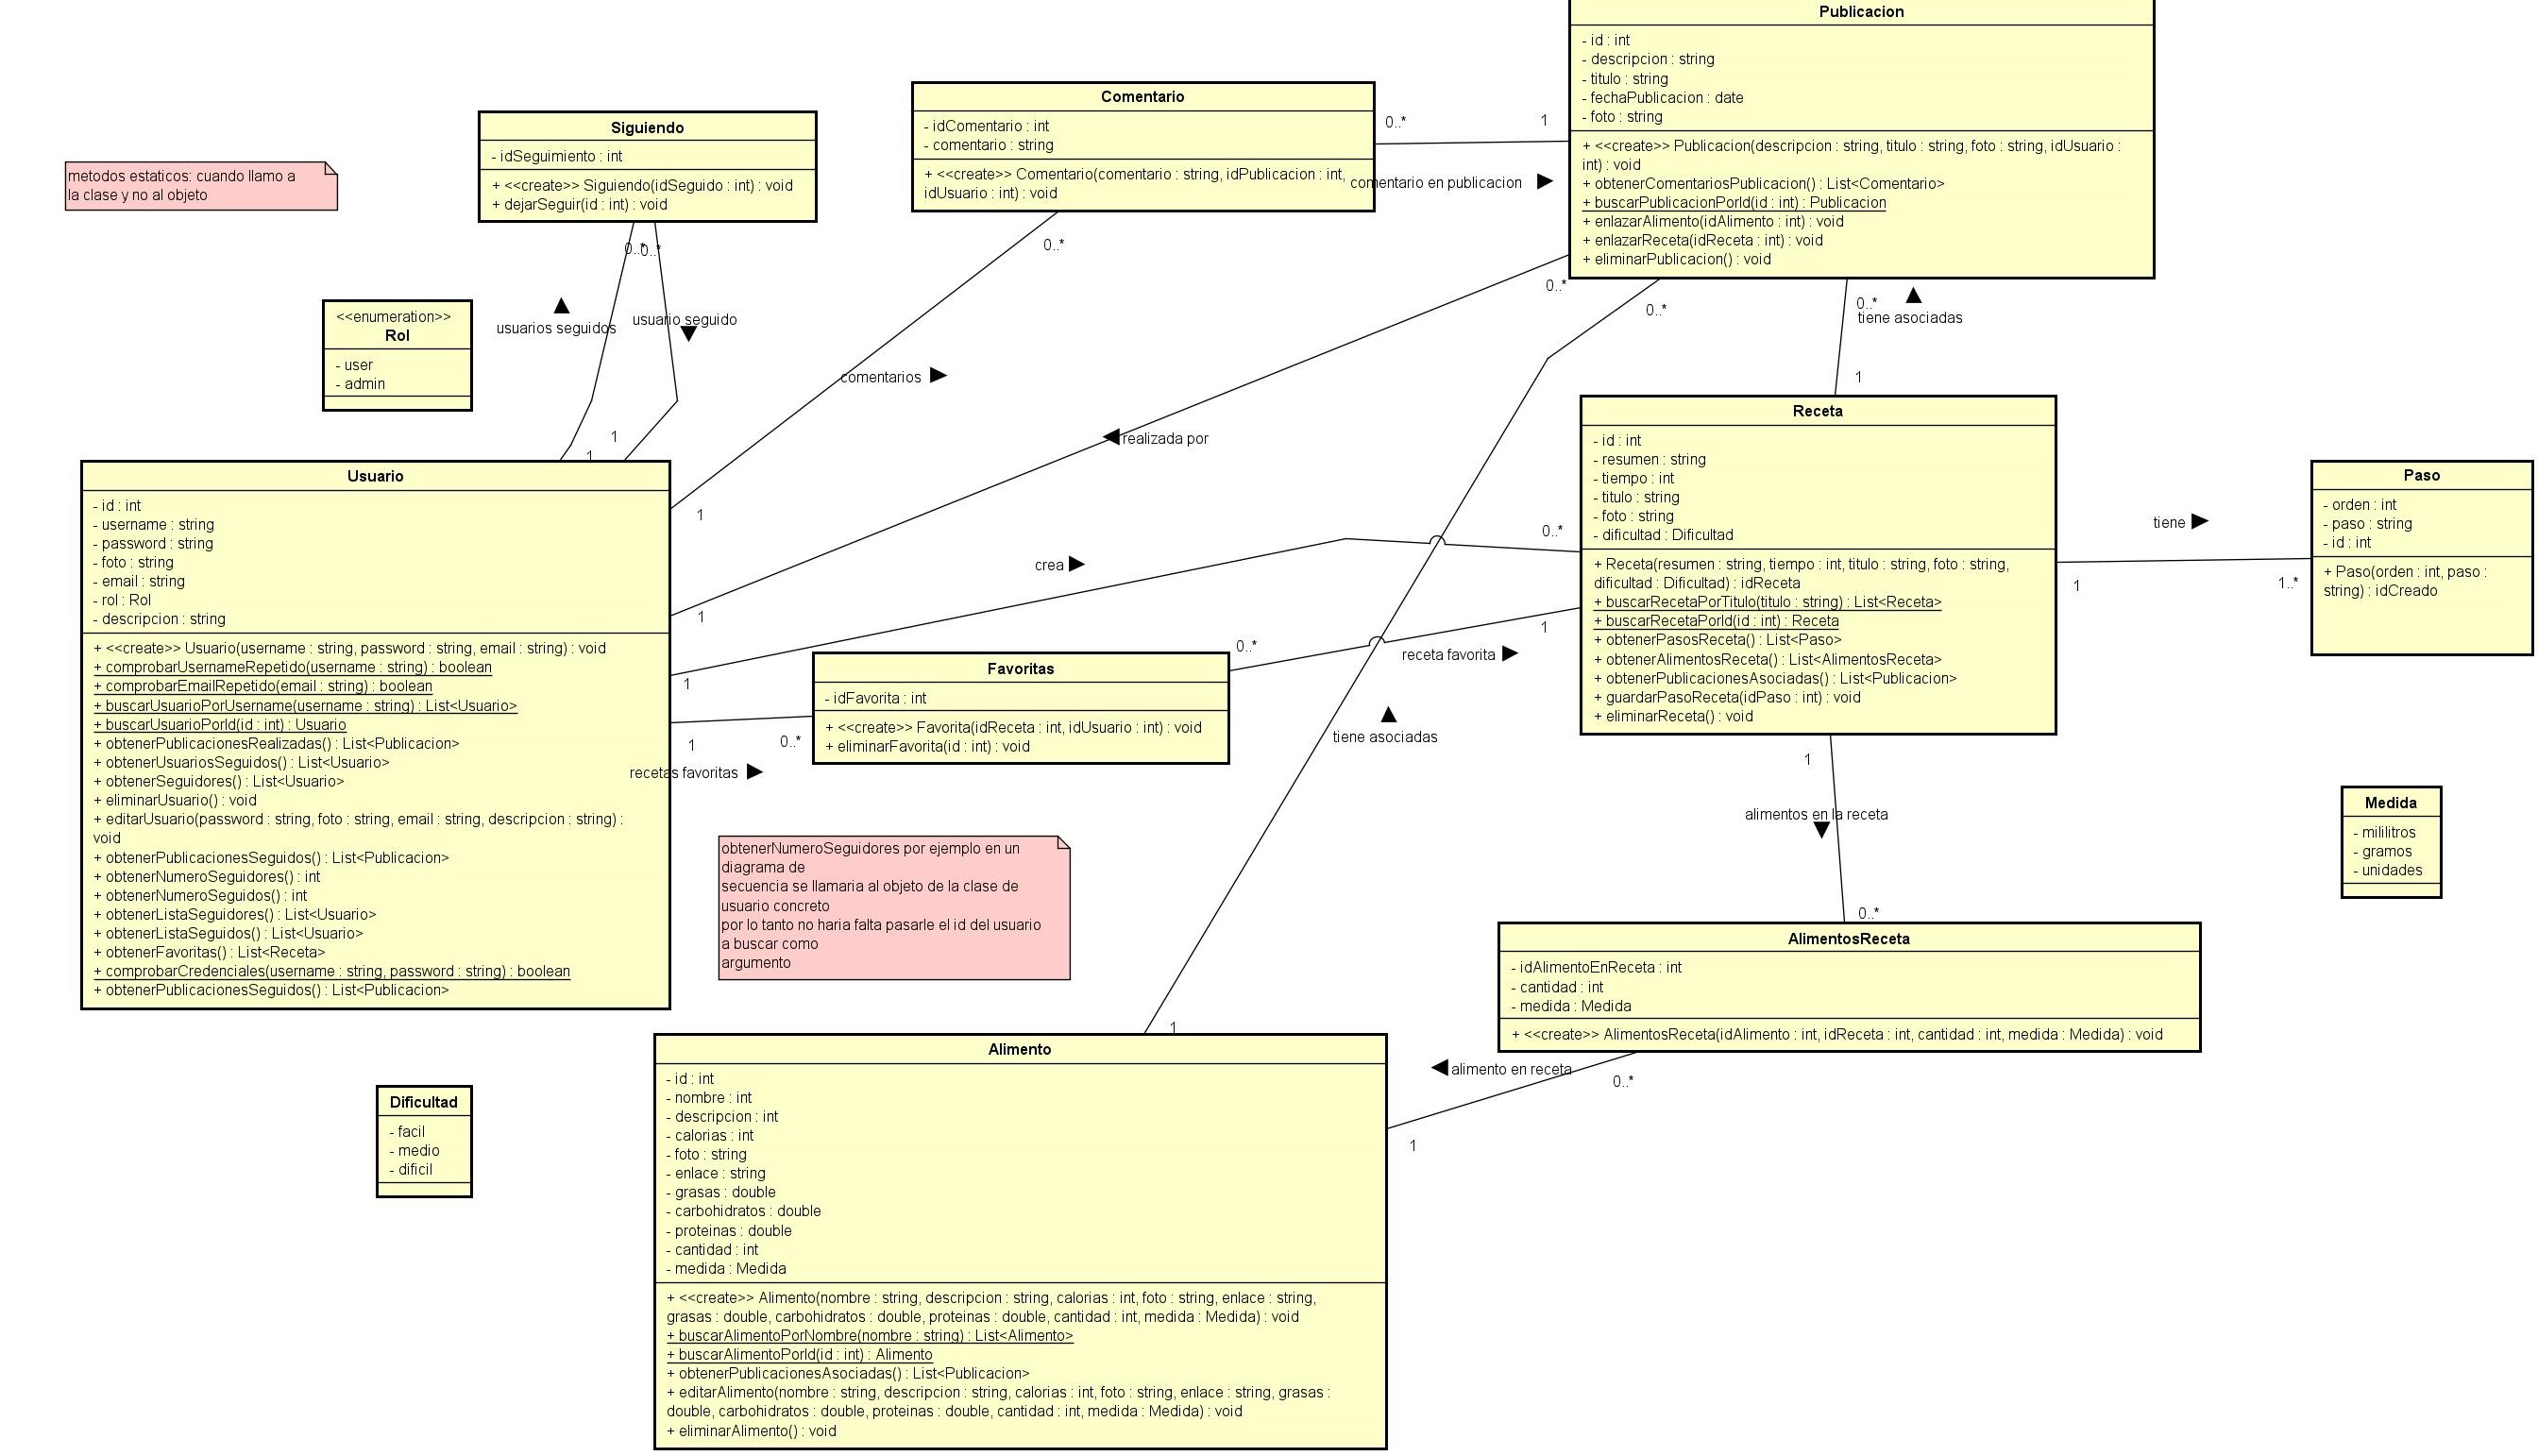 Publicacion
- id : int
- descripcion : string
- titulo : string
- fechaPublicacion : date
- foto : string
+ <<create>> Publicacion(descripcion : string, titulo : string, foto : string, idUsuario :
int) : void
+ obtenerComentariosPublicacion() : List<Comentario>
+ buscarPublicacionPorId(id : int) : Publicacion
+ enlazarAlimento(idAlimento : int) : void
+ enlazarReceta(idReceta : int) : void
+ eliminarPublicacion() : void
Comentario
- idComentario : int
- comentario : string
+ <<create>> Comentario(comentario : string, idPublicacion : int,
idUsuario : int) : void
0..*
1
comentario en publicacion
Siguiendo
- idSeguimiento : int
+ <<create>> Siguiendo(idSeguido : int) : void
+ dejarSeguir(id : int) : void
metodos estaticos: cuando llamo a
la clase y no al objeto
0..*
0..*
usuarios seguidos
usuario seguido
1
1
<<enumeration>>
Rol
- user
- admin
0..*
comentarios
1
0..*
realizada por
1
0..*
0..*
tiene asociadas
1
Usuario
- id : int
- username : string
- password : string
- foto : string
- email : string
- rol : Rol
- descripcion : string
+ <<create>> Usuario(username : string, password : string, email : string) : void
+ comprobarUsernameRepetido(username : string) : boolean
+ comprobarEmailRepetido(email : string) : boolean
+ buscarUsuarioPorUsername(username : string) : List<Usuario>
+ buscarUsuarioPorId(id : int) : Usuario
+ obtenerPublicacionesRealizadas() : List<Publicacion>
+ obtenerUsuariosSeguidos() : List<Usuario>
+ obtenerSeguidores() : List<Usuario>
+ eliminarUsuario() : void
+ editarUsuario(password : string, foto : string, email : string, descripcion : string) :
void
+ obtenerPublicacionesSeguidos() : List<Publicacion>
+ obtenerNumeroSeguidores() : int
+ obtenerNumeroSeguidos() : int
+ obtenerListaSeguidores() : List<Usuario>
+ obtenerListaSeguidos() : List<Usuario>
+ obtenerFavoritas() : List<Receta>
+ comprobarCredenciales(username : string, password : string) : boolean
+ obtenerPublicacionesSeguidos() : List<Publicacion>
crea
1
0..*
Receta
- id : int
- resumen : string
- tiempo : int
- titulo : string
- foto : string
- dificultad : Dificultad
+ Receta(resumen : string, tiempo : int, titulo : string, foto : string,
dificultad : Dificultad) : idReceta
+ buscarRecetaPorTitulo(titulo : string) : List<Receta>
+ buscarRecetaPorId(id : int) : Receta
+ obtenerPasosReceta() : List<Paso>
+ obtenerAlimentosReceta() : List<AlimentosReceta>
+ obtenerPublicacionesAsociadas() : List<Publicacion>
+ guardarPasoReceta(idPaso : int) : void
+ eliminarReceta() : void
tiene
1
1..*
Paso
- orden : int
- paso : string
- id : int
+ Paso(orden : int, paso :
string) : idCreado
Favoritas
- idFavorita : int
+ <<create>> Favorita(idReceta : int, idUsuario : int) : void
+ eliminarFavorita(id : int) : void
0..*
1
receta favorita
1
0..*
recetas favoritas
tiene asociadas
1
obtenerNumeroSeguidores por ejemplo en un
diagrama de
secuencia se llamaria al objeto de la clase de
usuario concreto
por lo tanto no haria falta pasarle el id del usuario
a buscar como
argumento
1
alimentos en la receta
0..*
Medida
- mililitros
- gramos
- unidades
AlimentosReceta
- idAlimentoEnReceta : int
- cantidad : int
- medida : Medida
+ <<create>> AlimentosReceta(idAlimento : int, idReceta : int, cantidad : int, medida : Medida) : void
alimento en receta
0..*
1
Dificultad
- facil
- medio
- dificil
Alimento
- id : int
- nombre : int
- descripcion : int
- calorias : int
- foto : string
- enlace : string
- grasas : double
- carbohidratos : double
- proteinas : double
- cantidad : int
- medida : Medida
+ <<create>> Alimento(nombre : string, descripcion : string, calorias : int, foto : string, enlace : string,
grasas : double, carbohidratos : double, proteinas : double, cantidad : int, medida : Medida) : void
+ buscarAlimentoPorNombre(nombre : string) : List<Alimento>
+ buscarAlimentoPorId(id : int) : Alimento
+ obtenerPublicacionesAsociadas() : List<Publicacion>
+ editarAlimento(nombre : string, descripcion : string, calorias : int, foto : string, enlace : string, grasas :
double, carbohidratos : double, proteinas : double, cantidad : int, medida : Medida) : void
+ eliminarAlimento() : void